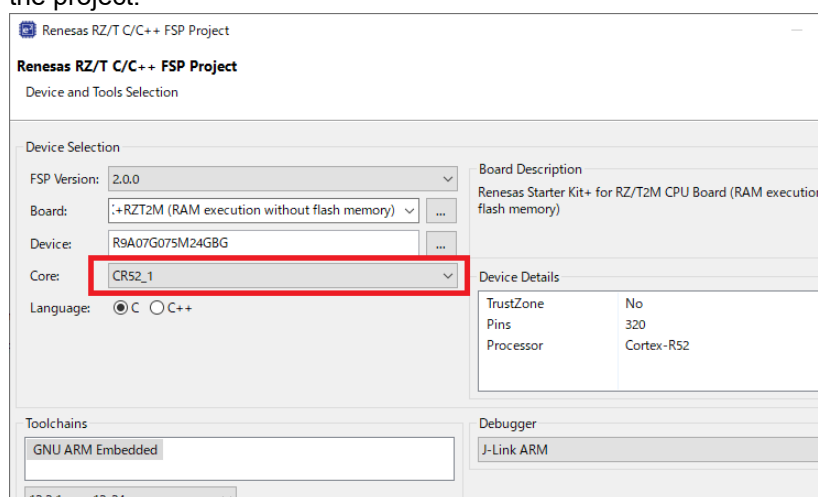 the project.
Renesas RZ/T C/C++ FSP Project
Renesas RZ/T C/C++ FSP Project
Device and Tools Selection
Device Selection
FSP Version: 2.0.0
Board: :+RZT2M (RAM execution without flash memory) ...
Device: R9A07G075M24GBG ...
Core: CR52_1
Language: C C++
Board Description
Renesas Starter Kit+ for RZ/T2M CPU Board (RAM execution
flash memory)
Device Details
TrustZone No
Pins 320
Processor Cortex-R52
Toolchains
GNU ARM Embedded
Debugger
J-Link ARM